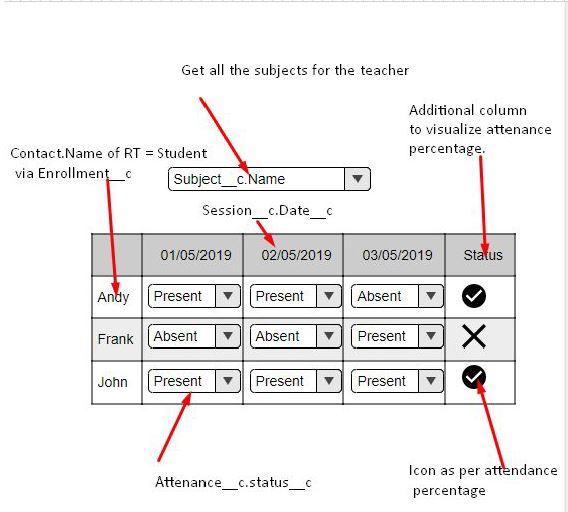 Get all the subjects for the teacher
Additional column
to visualize attenance
percentage.
Contact.Name of RT = Student
via Enrollment__c
Subject__c.Name
Session__c.Date__c
01/05/2019 02/05/2019 03/05/2019 Status
Andy Present Present Absent
Frank Absent Absent Present
John Present Present Present
Attenance__c.status__c
Icon as per attendance
percentage